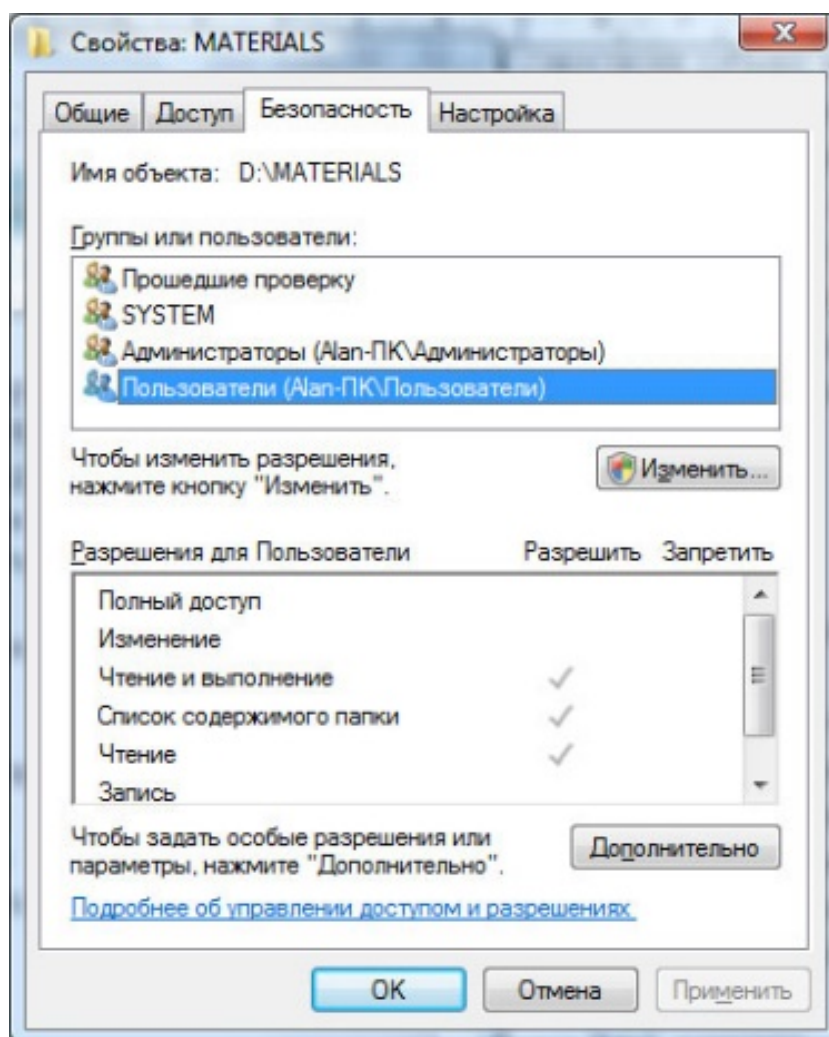 Свойства: MATERIALS
Общие Доступ Безопасность Настройка
Имя объекта: D:\MATERIALS
Группы или пользователи:
Прошедшие проверку
SYSTEM
Администраторы (Alan-ПК\Администраторы)
Пользователи (Alan-ПК\Пользователи)
Чтобы изменить разрешения,
нажмите кнопку "Изменить".
Изменить...
Разрешения для Пользователи Разрешить Запретить
Полный доступ
Изменение
Чтение и выполнение
Список содержимого папки
Чтение
Запись
Чтобы задать особые разрешения или
параметры, нажмите "Дополнительно".
Дополнительно
Подробнее об управлении доступом и разрешениях
OK Отмена Применить